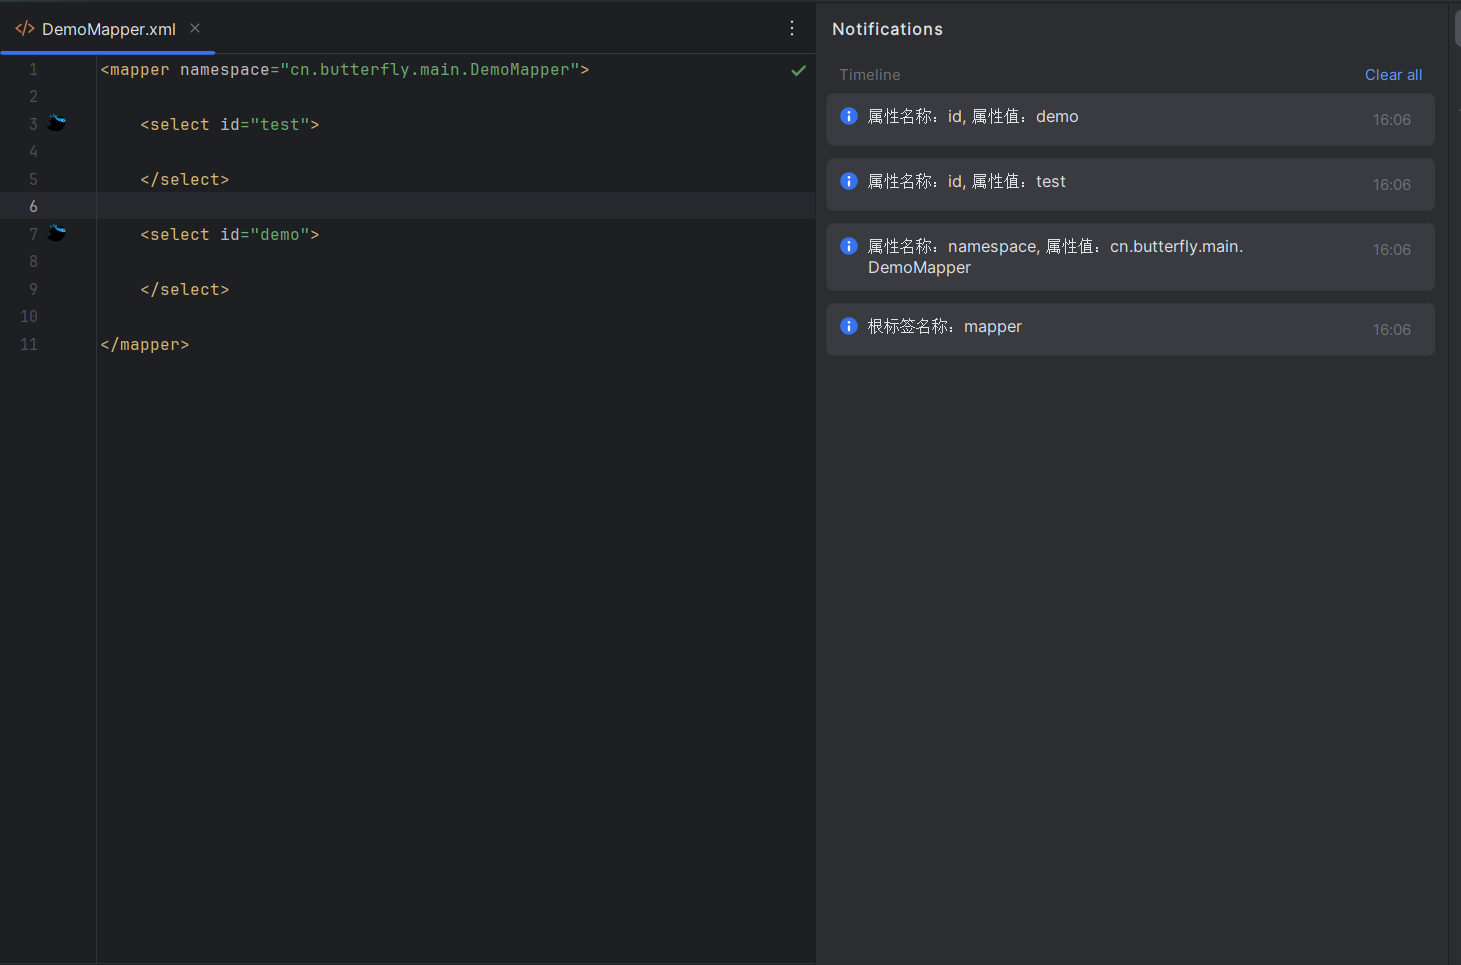 DemoMapper.xml
1 <mapper namespace="cn.butterfly.main.DemoMapper">
2
3 <select id="test">
4
5 </select>
6
7 <select id="demo">
8
9 </select>
10
11 </mapper>
Notifications
Timeline Clear all
属性名称：id, 属性值：demo 16:06
属性名称：id, 属性值：test 16:06
属性名称：namespace, 属性值：cn.butterfly.main. 16:06
DemoMapper
根标签名称：mapper 16:06